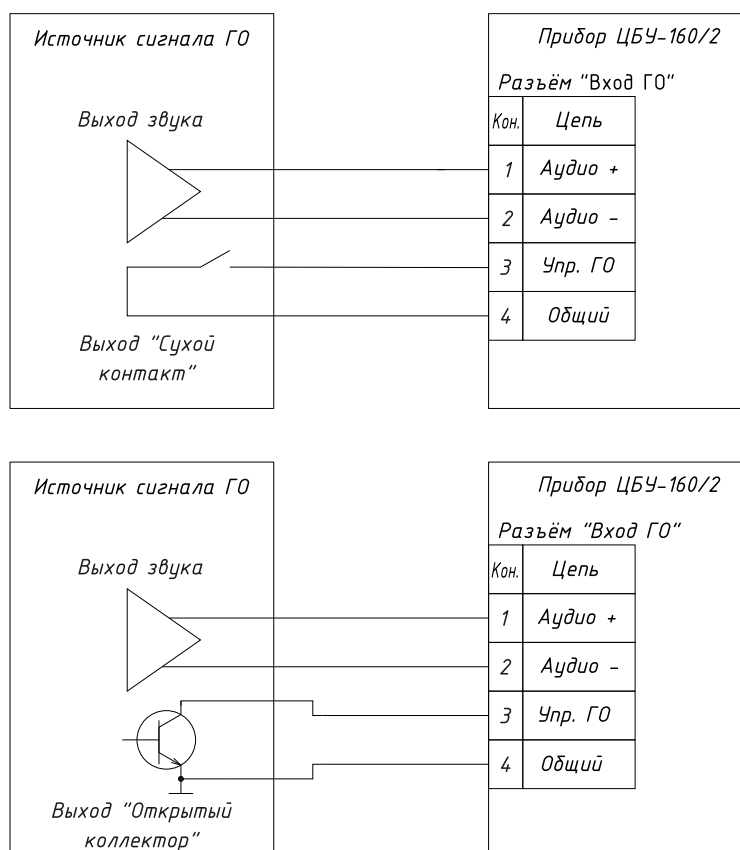 Источник сигнала ГО
Выход звука
Выход "Сухой
контакт"
Прибор ЦБУ-160/2
Разъём "Вход ГО"
Кон. Цепь
1 Аудио +
2 Аудио -
3 Упр. ГО
4 Общий
Источник сигнала ГО
Выход звука
Выход "Открытый
коллектор"
Прибор ЦБУ-160/2
Разъём "Вход ГО"
Кон. Цепь
1 Аудио +
2 Аудио -
3 Упр. ГО
4 Общий